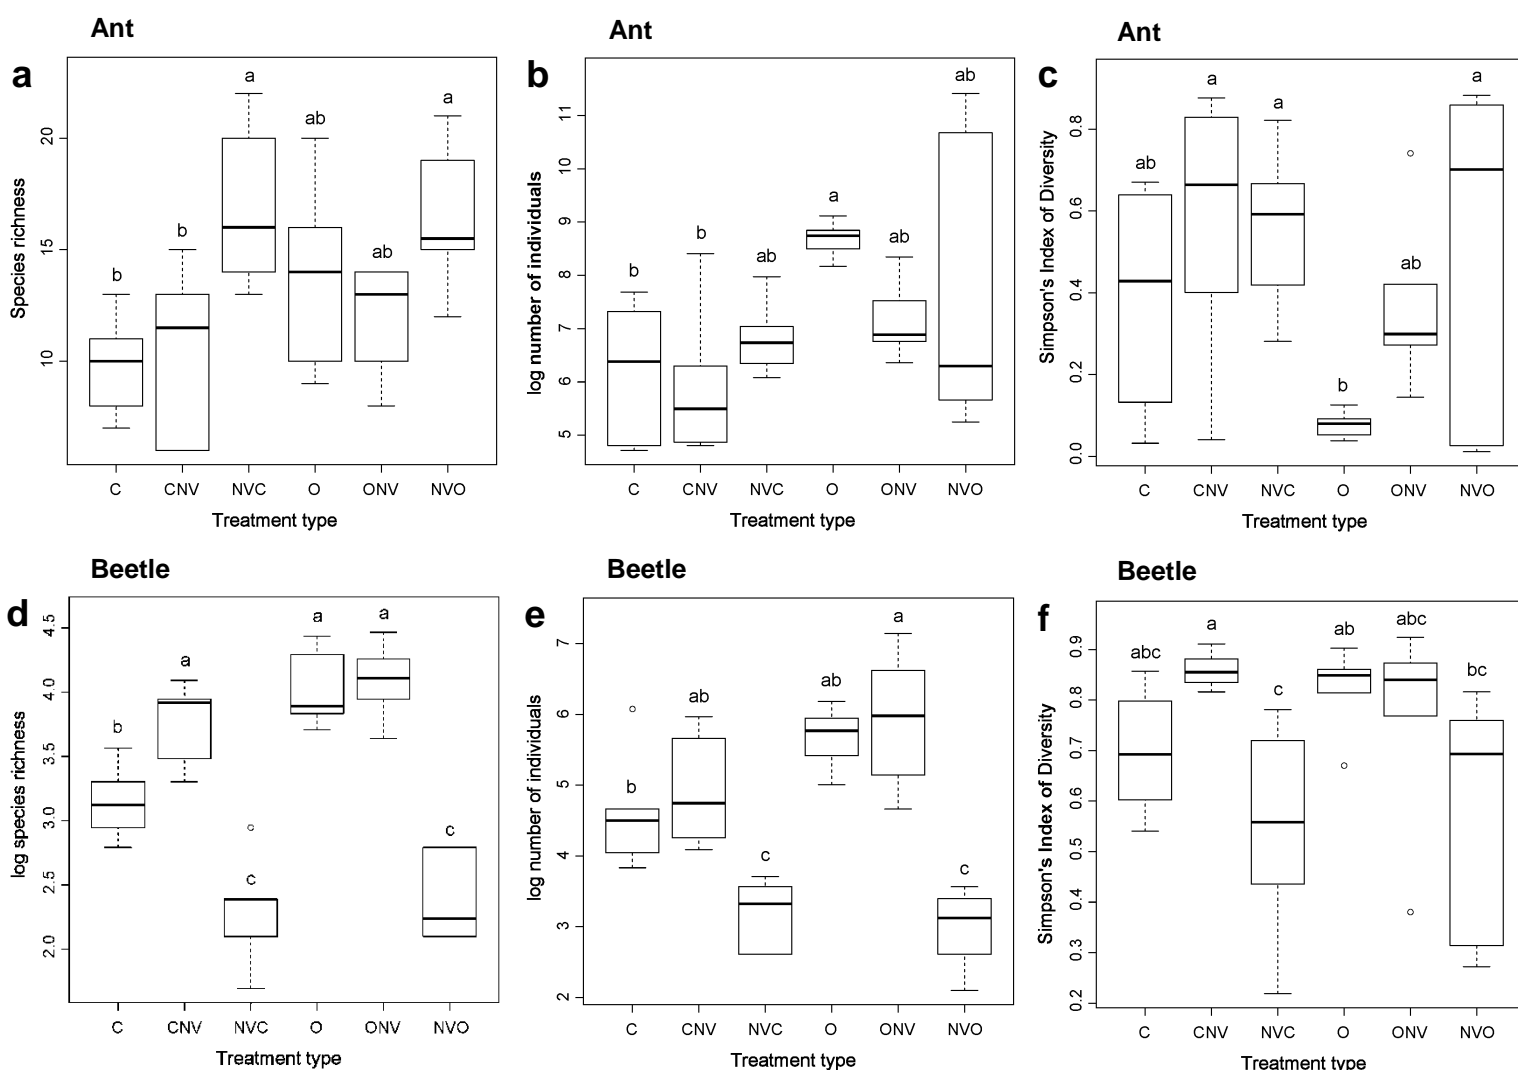 Ant
a
Species richness
20
15
10
b
b
a
ab
ab
a
C CNV NVC O ONV NVO
Treatment type
Ant
b
log number of individuals
11
10
9
8
7
6
5
b
b
ab
a
ab
ab
C CNV NVC O ONV NVO
Treatment type
Ant
c
Simpson's Index of Diversity
0.8
0.6
0.4
0.2
0.0
ab
a
a
b
ab
a
C CNV NVC O ONV NVO
Treatment type
Beetle
d
log species richness
4.5
4.0
3.5
3.0
2.5
2.0
b
a
c
a
a
c
C CNV NVC O ONV NVO
Treatment type
Beetle
e
log number of individuals
7
6
5
4
3
2
b
ab
c
ab
a
c
C CNV NVC O ONV NVO
Treatment type
Beetle
f
Simpson's Index of Diversity
0.9
0.8
0.7
0.6
0.5
0.4
0.3
0.2
abc
a
c
ab
abc
bc
C CNV NVC O ONV NVO
Treatment type